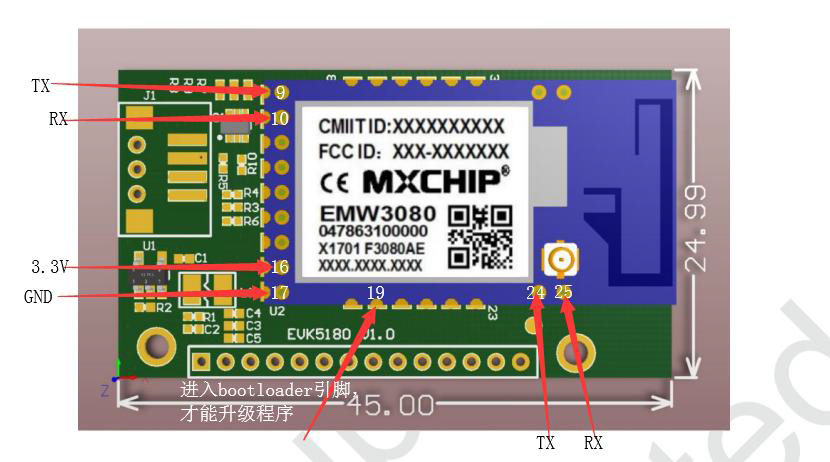 TX
RX
3.3V
GND
9
10
16
17
19
24
25
8
3
J1
R10
R5
R4
R3
R6
U1
C1
R2
R1
C2
C4
C3
C5
U2
23
EVK5180 V1.0
CMIIT ID:XXXXXXXXXX
FCC ID: XXX-XXXXXXX
CE MXCHIP®
EMW3080
047863100000
X1701 F3080AE
XXXX.XXXX.XXXX
24.99
45.00
Z
进入bootloader引脚,
才能升级程序
TX
RX